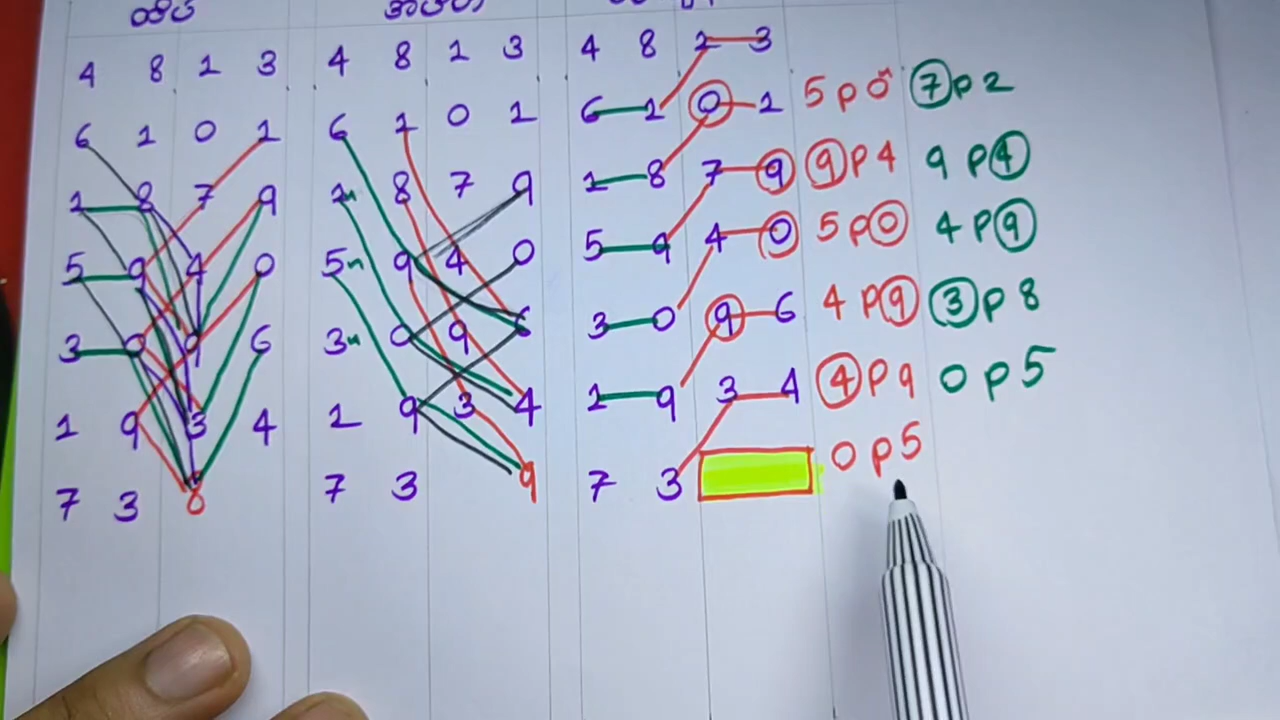 4 8 1 3 4 8 1 3 4 8 1 3
6 1 0 1 6 1 0 1 6 1 0 1 5 p 0 7 p 2
1 8 7 9 1" 8 7 9 1 8 7 9 9 p 4 9 p 4
5 9 4 0 5" 9 4 0 5 9 4 0 5 p 0 4 p 9
3 0 9 6 3" 0 9 6 3 0 9 6 4 p 9 3 p 8
1 9 3 4 1 9 3 4 1 9 3 4 4 p 9 0 p 5
7 3 8 7 3 9 7 3 0 p 5